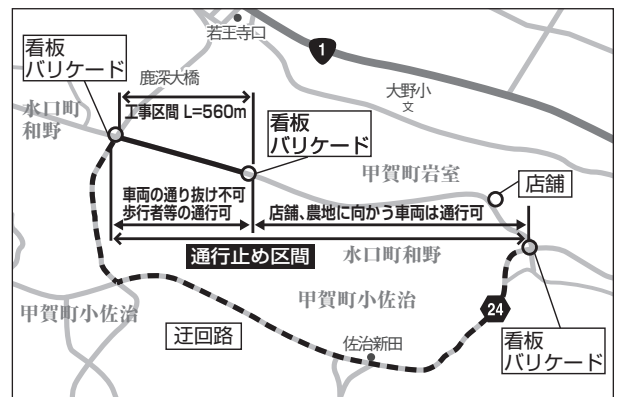 若王寺口
1
看板
バリケード
鹿深大橋
大野小
文
水口町
和野
工事区間 L=560m
看板
バリケード
甲賀町岩室
店舗
車両の通り抜け不可
歩行者等の通行可
店舗、農地に向かう車両は通行可
通行止め区間
水口町和野
甲賀町小佐治
甲賀町小佐治
24
迂回路
佐治新田
看板
バリケード